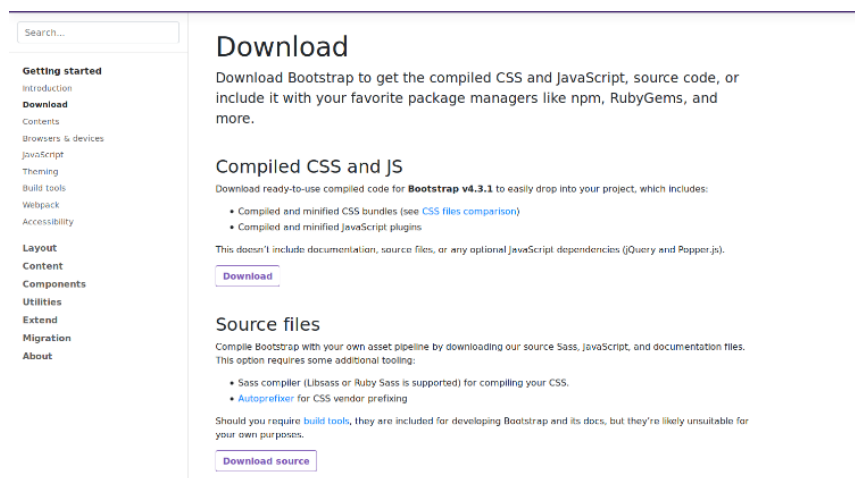 Search...
Getting started
Introduction
Download
Contents
Browsers & devices
JavaScript
Theming
Build tools
Webpack
Accessibility
Layout
Content
Components
Utilities
Extend
Migration
About
Download
Download Bootstrap to get the compiled CSS and JavaScript, source code, or
include it with your favorite package managers like npm, RubyGems, and
more.
Compiled CSS and JS
Download ready-to-use compiled code for Bootstrap v4.3.1 to easily drop into your project, which includes:
• Compiled and minified CSS bundles (see CSS files comparison)
• Compiled and minified JavaScript plugins
This doesn't include documentation, source files, or any optional JavaScript dependencies (jQuery and Popper.js).
Download
Source files
Compile Bootstrap with your own asset pipeline by downloading our source Sass, JavaScript, and documentation files.
This option requires some additional tooling:
• Sass compiler (Libsass or Ruby Sass is supported) for compiling your CSS.
• Autoprefixer for CSS vendor prefixing
Should you require build tools, they are included for developing Bootstrap and its docs, but they're likely unsuitable for
your own purposes.
Download source